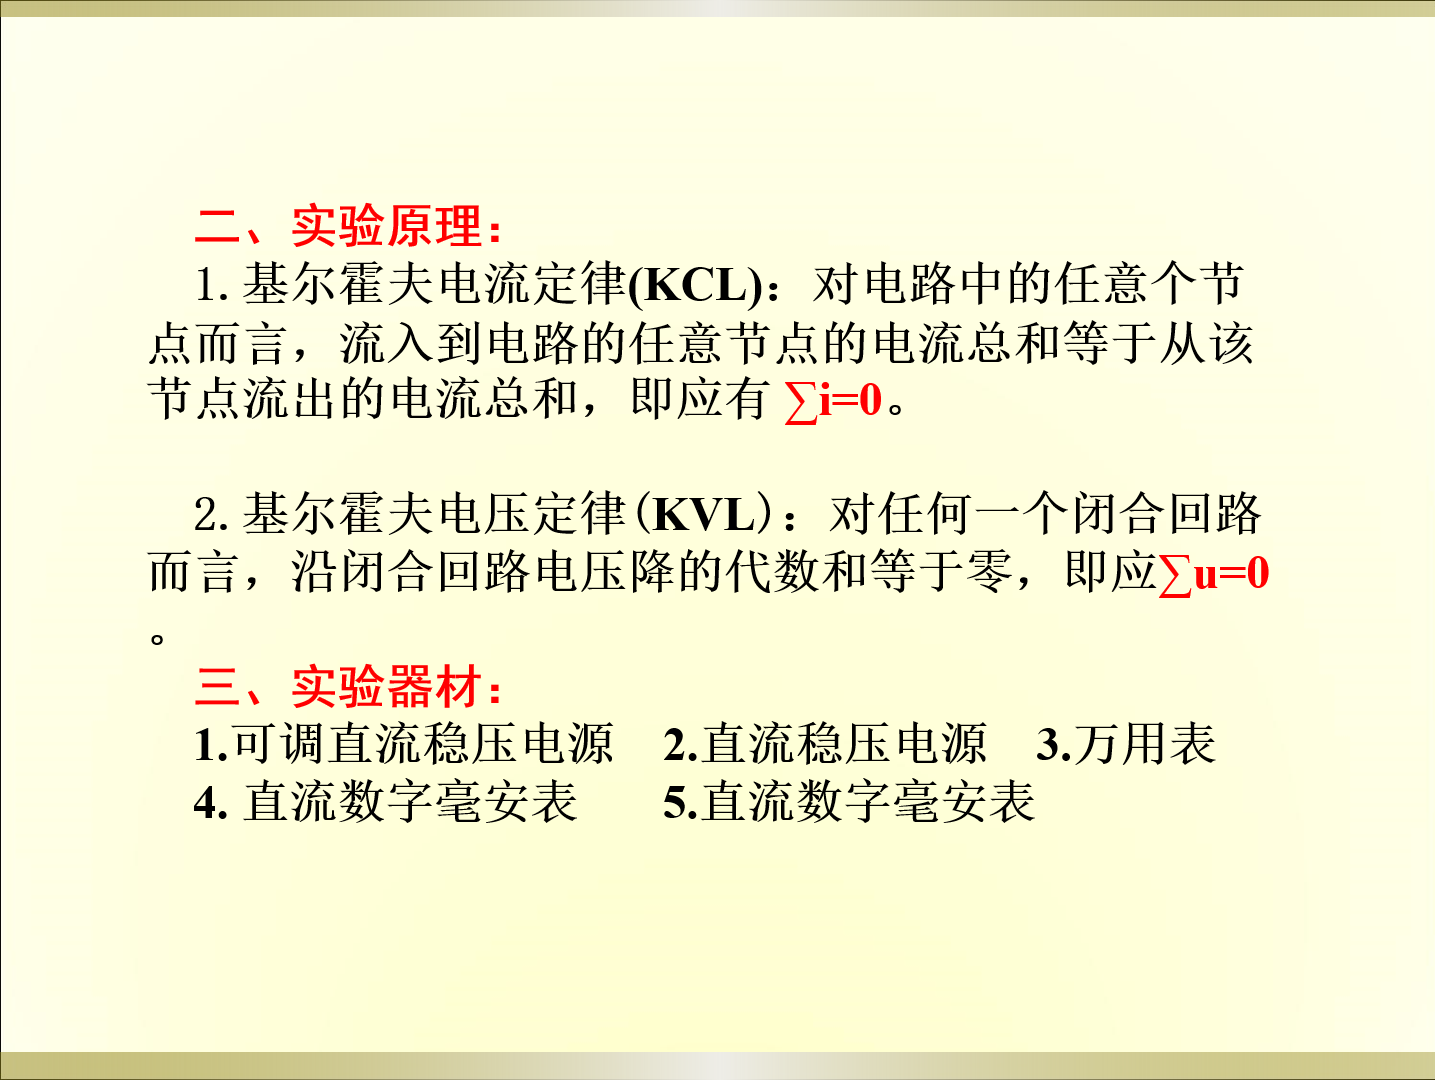 二、实验原理：
1.基尔霍夫电流定律(KCL)：对电路中的任意个节
点而言，流入到电路的任意节点的电流总和等于从该
节点流出的电流总和，即应有 ∑i=0。
2.基尔霍夫电压定律(KVL)：对任何一个闭合回路
而言，沿闭合回路电压降的代数和等于零，即应∑u=0
。
三、实验器材：
1.可调直流稳压电源 2.直流稳压电源 3.万用表
4. 直流数字毫安表 5.直流数字毫安表